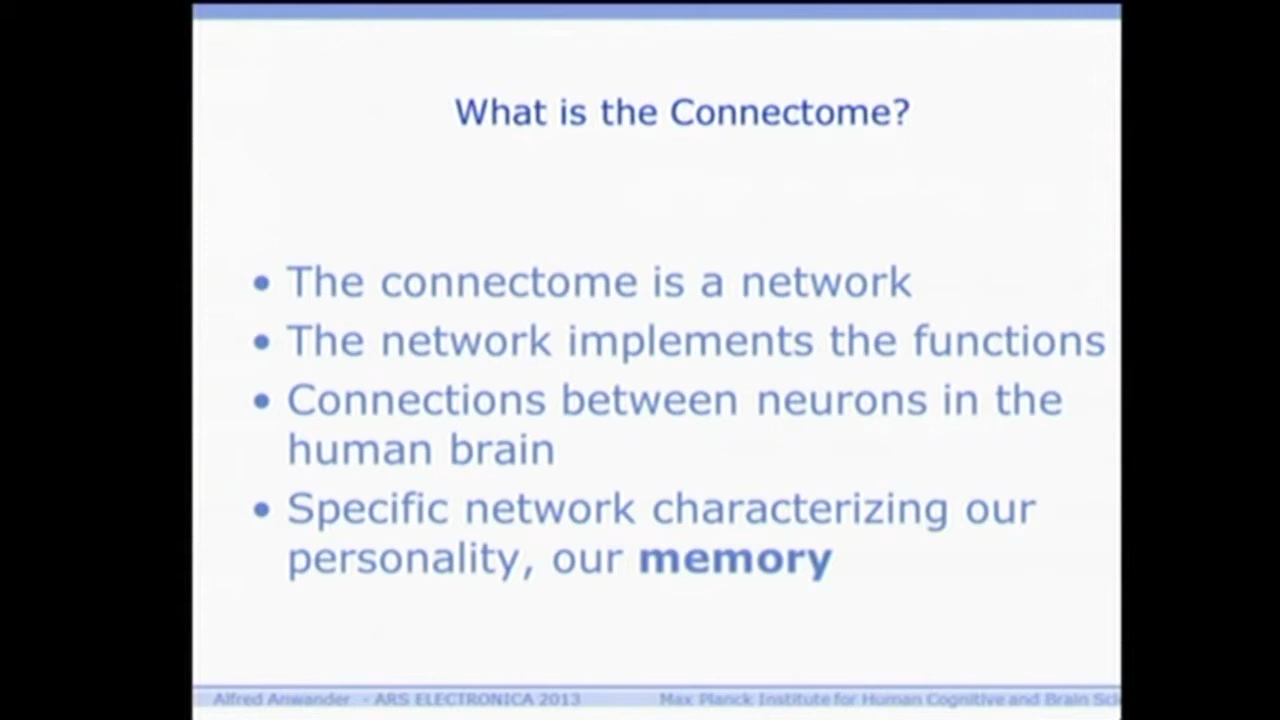 What is the Connectome?
• The connectome is a network
• The network implements the functions
• Connections between neurons in the
human brain
• Specific network characterizing our
personality, our memory
Alfred Anwander - ARS ELECTRONICA 2013 Max Planck Institute for Human Cognitive and Brain Sci